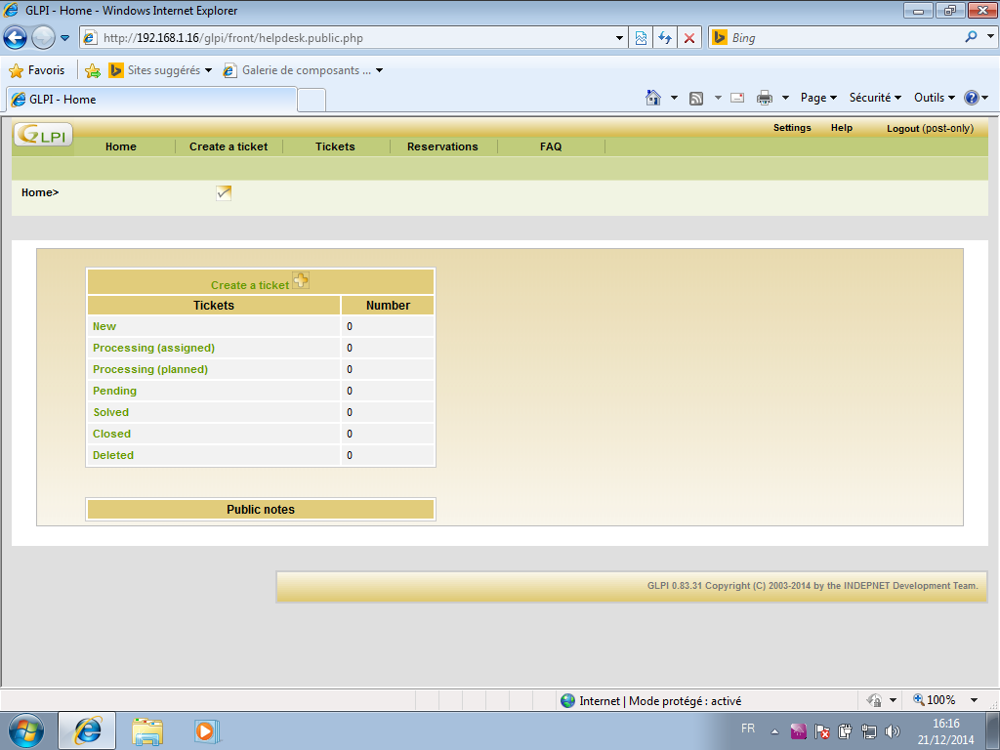 GLPI - Home - Windows Internet Explorer
http://192.168.1.16/glpi/front/helpdesk.public.php
Bing
Favoris
Sites suggérés
Galerie de composants ...
GLPI - Home
Page
Sécurité
Outils
GLPI
Settings
Help
Logout (post-only)
Home
Create a ticket
Tickets
Reservations
FAQ
Home>
Create a ticket
Tickets Number
New 0
Processing (assigned) 0
Processing (planned) 0
Pending 0
Solved 0
Closed 0
Deleted 0
Public notes
GLPI 0.83.31 Copyright (C) 2003-2014 by the INDEPNET Development Team.
Internet | Mode protégé : activé
100%
FR
16:16
21/12/2014